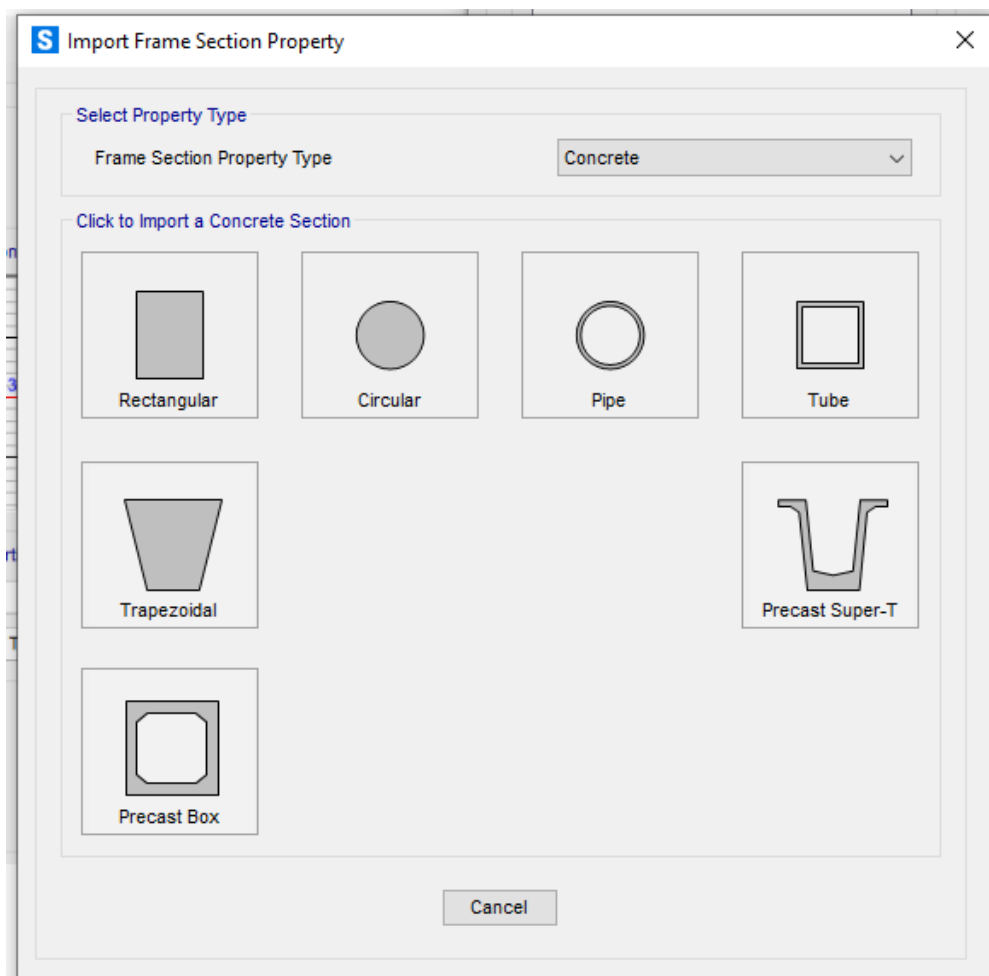 S Import Frame Section Property
Select Property Type
Frame Section Property Type Concrete
Click to Import a Concrete Section
Rectangular Circular Pipe Tube
3
Trapezoidal Precast Super-T
T
Precast Box
Cancel